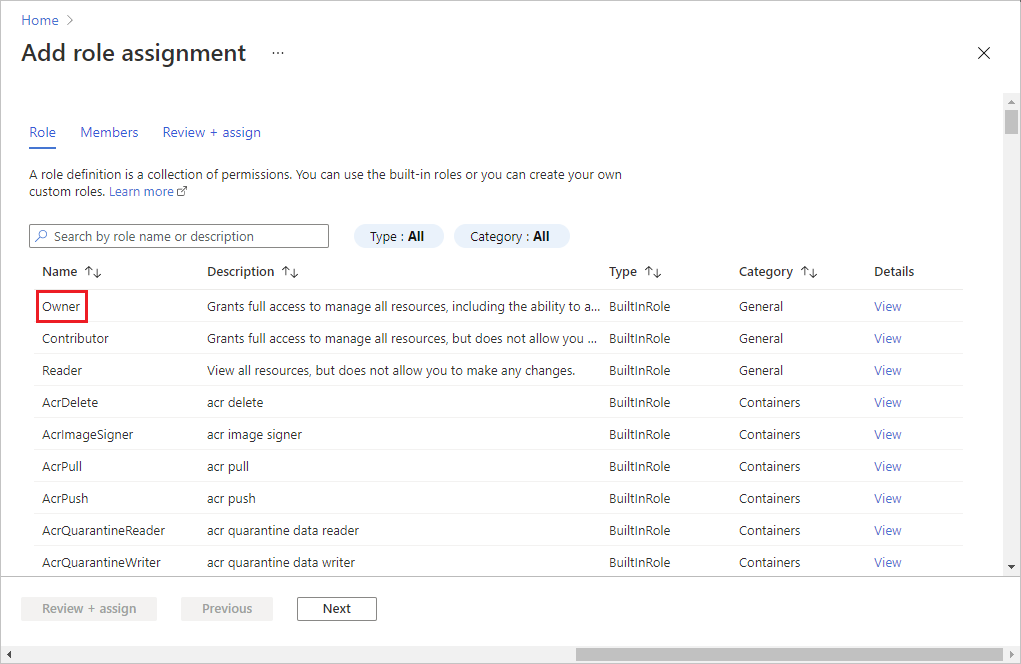 Home
Add role assignment ...
Role Members Review + assign
A role definition is a collection of permissions. You can use the built-in roles or you can create your own
custom roles. Learn more
Search by role name or description Type : All Category : All
Name Description Type Category Details
Owner Grants full access to manage all resources, including the ability to a... BuiltInRole General View
Contributor Grants full access to manage all resources, but does not allow you ... BuiltInRole General View
Reader View all resources, but does not allow you to make any changes. BuiltInRole General View
AcrDelete acr delete BuiltInRole Containers View
AcrImageSigner acr image signer BuiltInRole Containers View
AcrPull acr pull BuiltInRole Containers View
AcrPush acr push BuiltInRole Containers View
AcrQuarantineReader acr quarantine data reader BuiltInRole Containers View
AcrQuarantineWriter acr quarantine data writer BuiltInRole Containers View
Review + assign Previous Next